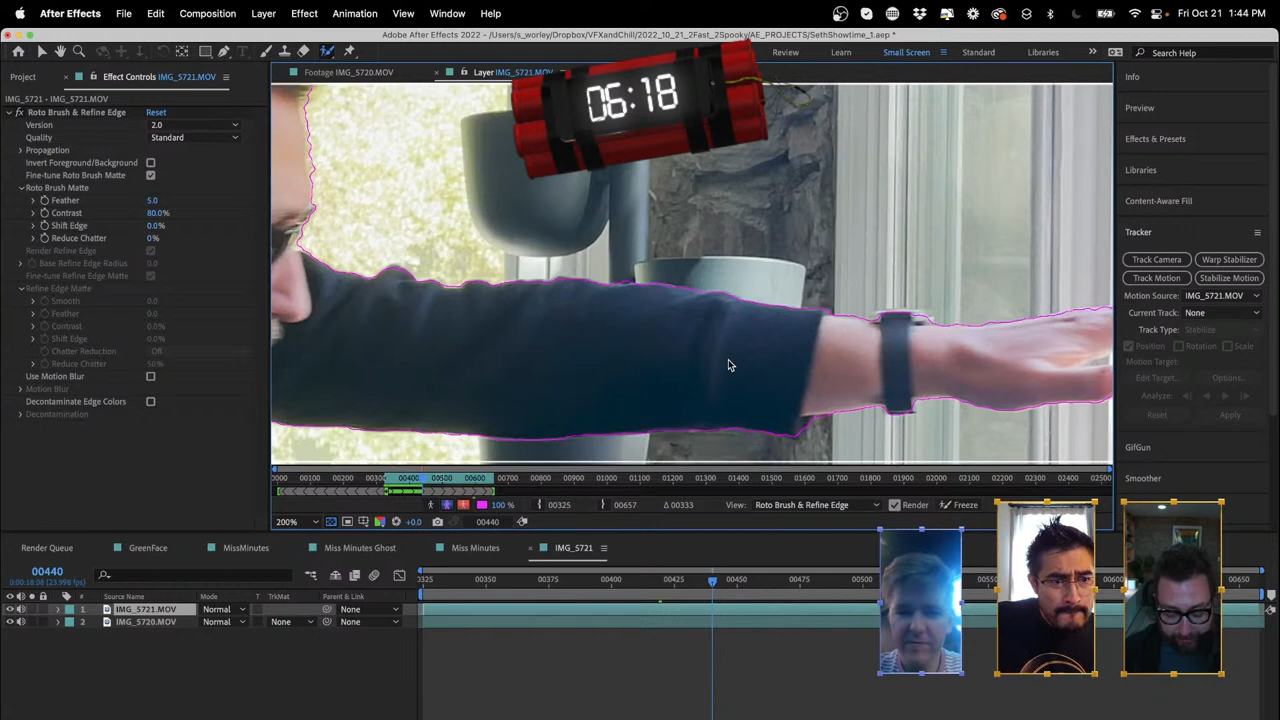 After Effects File Edit Composition Layer Effect Animation View Window Help Fri Oct 21 1:44 PM
Adobe After Effects 2022 - /Users/s_worley/Dropbox/VFXandChill/2022_10_21_2Fast_2Spooky/AE_PROJECTS/SethShowtime_1.aep *
Review Learn Small Screen Standard Libraries Search Help
Project Effect Controls IMG_5721.MOV Footage IMG_5720.MOV Layer IMG_5721.MOV Info
06:18
IMG_5721 • IMG_5721.MOV
Preview
fx Roto Brush & Refine Edge Reset
Version 2.0
Quality Standard
Effects & Presets
Propagation
Invert Foreground/Background
Libraries
Fine-tune Roto Brush Matte
Roto Brush Matte
Feather 5.0
Content-Aware Fill
Contrast 80.0%
Shift Edge 0.0%
Tracker
Reduce Chatter 0%
Render Refine Edge
Track Camera Warp Stabilizer
Base Refine Edge Radius 0.0
Fine-tune Refine Edge Matte
Track Motion Stabilize Motion
Refine Edge Matte
Motion Source: IMG_5721.MOV
Smooth 0.0
Feather 0.0
Current Track: None
Contrast 0.0%
Track Type: Stabilize
Shift Edge 0.0%
Position Rotation Scale
Chatter Reduction Off
Motion Target:
Reduce Chatter 50%
Use Motion Blur
Edit Target... Options...
Motion Blur
Analyze:
Decontaminate Edge Colors
Decontamination
Reset Apply
GifGun
0000 00100 00200 00300 00400 00500 00600 00700 00800 00900 01000 01100 01200 01300 01400 01500 01600 01700 01800 01900 02000 02100 02200 02300 02400 02500
Smoother
100 % 00325 00657 Δ 00333 View: Roto Brush & Refine Edge Render Freeze
200% +0.0 00440
Render Queue GreenFace MissMinutes Miss Minutes Ghost Miss Minutes IMG_5721
00440
0:00:18:08 (23.976 fps)
0325 00350 00375 00400 00425 00450 00475 00500 00650
# Source Name Mode T TrkMat Parent & Link
1 IMG_5721.MOV Normal None
2 IMG_5720.MOV Normal None None